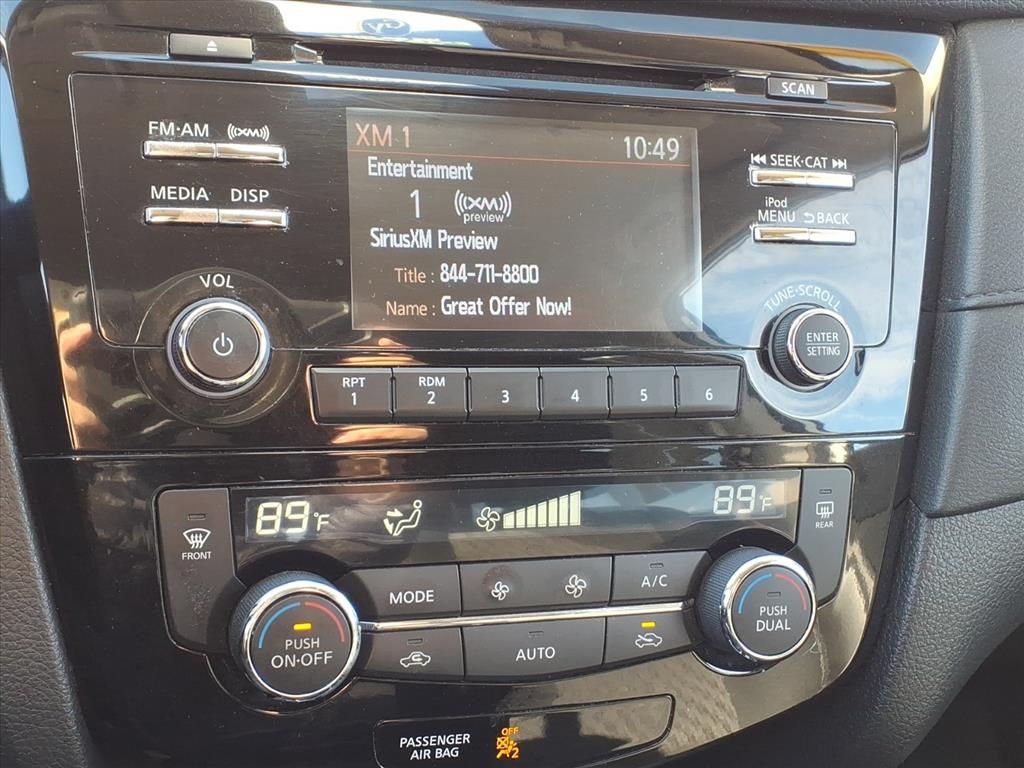 SCAN
FM·AM ((XM))
XM 1 10:49
SEEK·CAT
Entertainment
MEDIA DISP
1 ((XM))
preview
iPod
MENU BACK
SiriusXM Preview
Title : 844-711-8800
Name : Great Offer Now!
VOL
TUNE·SCROLL
ENTER
SETTING
RPT RDM
1 2 3 4 5 6
89°F 89°F
FRONT
REAR
MODE
A/C
PUSH
ON·OFF
PUSH
DUAL
AUTO
PASSENGER
AIR BAG
OFF
2